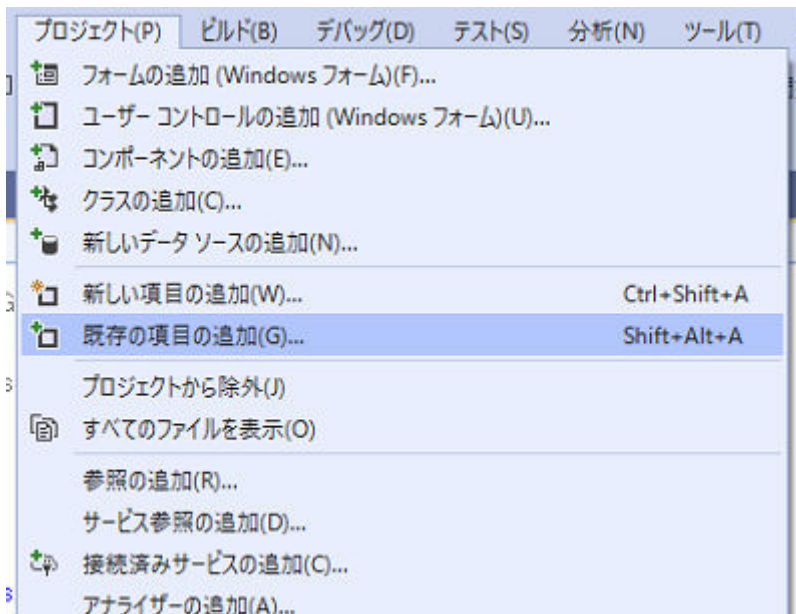 プロジェクト(P) ビルド(B) デバッグ(D) テスト(S) 分析(N) ツール(T)
フォームの追加 (Windows フォーム)(F)...
ユーザー コントロールの追加 (Windows フォーム)(U)...
コンポーネントの追加(E)...
クラスの追加(C)...
新しいデータ ソースの追加(N)...
新しい項目の追加(W)... Ctrl+Shift+A
既存の項目の追加(G)... Shift+Alt+A
プロジェクトから除外(J)
すべてのファイルを表示(O)
参照の追加(R)...
サービス参照の追加(D)...
接続済みサービスの追加(C)...
アナライザーの追加(A)...